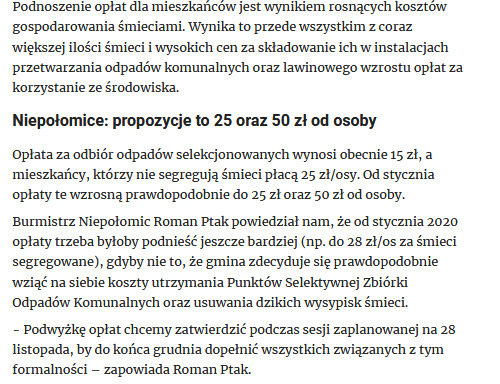 Podnoszenie opłat dla mieszkańców jest wynikiem rosnących kosztów
gospodarowania śmieciami. Wynika to przede wszystkim z coraz
większej ilości śmieci i wysokich cen za składowanie ich w instalacjach
przetwarzania odpadów komunalnych oraz lawinowego wzrostu opłat za
korzystanie ze środowiska.
Niepołomice: propozycje to 25 oraz 50 zł od osoby
Opłata za odbiór odpadów selekcjonowanych wynosi obecnie 15 zł, a
mieszkańcy, którzy nie segregują śmieci płacą 25 zł/osy. Od stycznia
opłaty te wzrosną prawdopodobnie do 25 zł oraz 50 zł od osoby.
Burmistrz Niepołomic Roman Ptak powiedział nam, że od stycznia 2020
opłaty trzeba byłoby podnieść jeszcze bardziej (np. do 28 zł/os za śmieci
segregowane), gdyby nie to, że gmina zdecyduje się prawdopodobnie
wziąć na siebie koszty utrzymania Punktów Selektywnej Zbiórki
Odpadów Komunalnych oraz usuwania dzikich wysypisk śmieci.
- Podwyżkę opłat chcemy zatwierdzić podczas sesji zaplanowanej na 28
listopada, by do końca grudnia dopełnić wszystkich związanych z tym
formalności – zapowiada Roman Ptak.